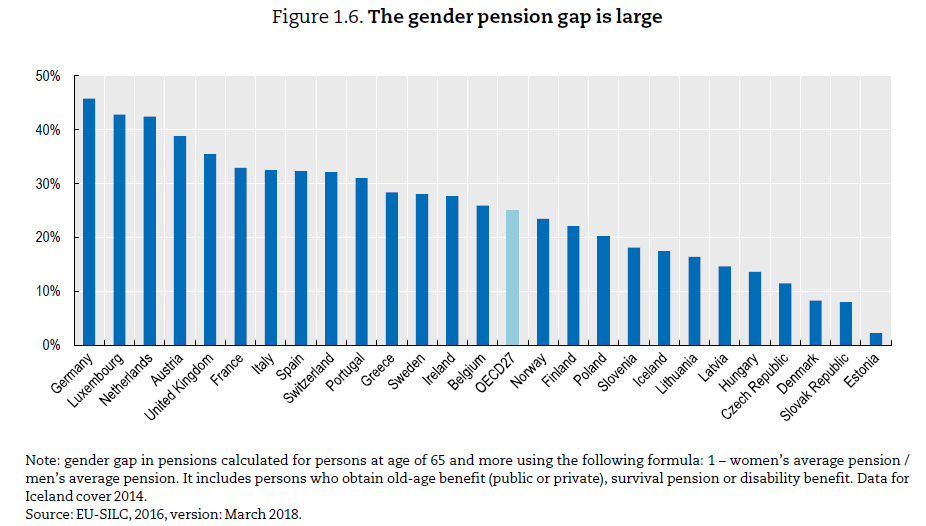 Figure 1.6. The gender pension gap is large
50%
40%
30%
20%
10%
0%
Germany
Luxembourg
Netherlands
Austria
United Kingdom
France
Italy
Spain
Switzerland
Portugal
Greece
Sweden
Ireland
Belgium
OECD27
Norway
Finland
Poland
Slovenia
Iceland
Lithuania
Latvia
Hungary
Czech Republic
Denmark
Slovak Republic
Estonia
Note: gender gap in pensions calculated for persons at age of 65 and more using the following formula: 1 – women’s average pension /
men’s average pension. It includes persons who obtain old-age benefit (public or private), survival pension or disability benefit. Data for
Iceland cover 2014.
Source: EU-SILC, 2016, version: March 2018.